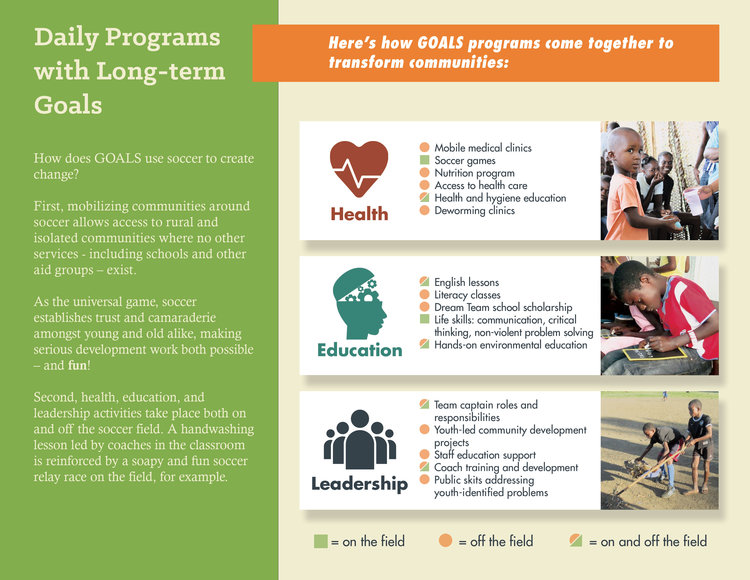 Daily Programs
with Long-term
Goals
How does GOALS use soccer to create
change?
First, mobilizing communities around
soccer allows access to rural and
isolated communities where no other
services - including schools and other
aid groups – exist.
As the universal game, soccer
establishes trust and camaraderie
amongst young and old alike, making
serious development work both possible
– and fun!
Second, health, education, and
leadership activities take place both on
and off the soccer field. A handwashing
lesson led by coaches in the classroom
is reinforced by a soapy and fun soccer
relay race on the field, for example.
Here's how GOALS programs come together to
transform communities:
Health
Mobile medical clinics
Soccer games
Nutrition program
Access to health care
Health and hygiene education
Deworming clinics
Education
English lessons
Literacy classes
Dream Team school scholarship
Life skills: communication, critical
thinking, non-violent problem solving
Hands-on environmental education
Leadership
Team captain roles and
responsibilities
Youth-led community development
projects
Staff education support
Coach training and development
Public skits addressing
youth-identified problems
= on the field
= off the field
= on and off the field